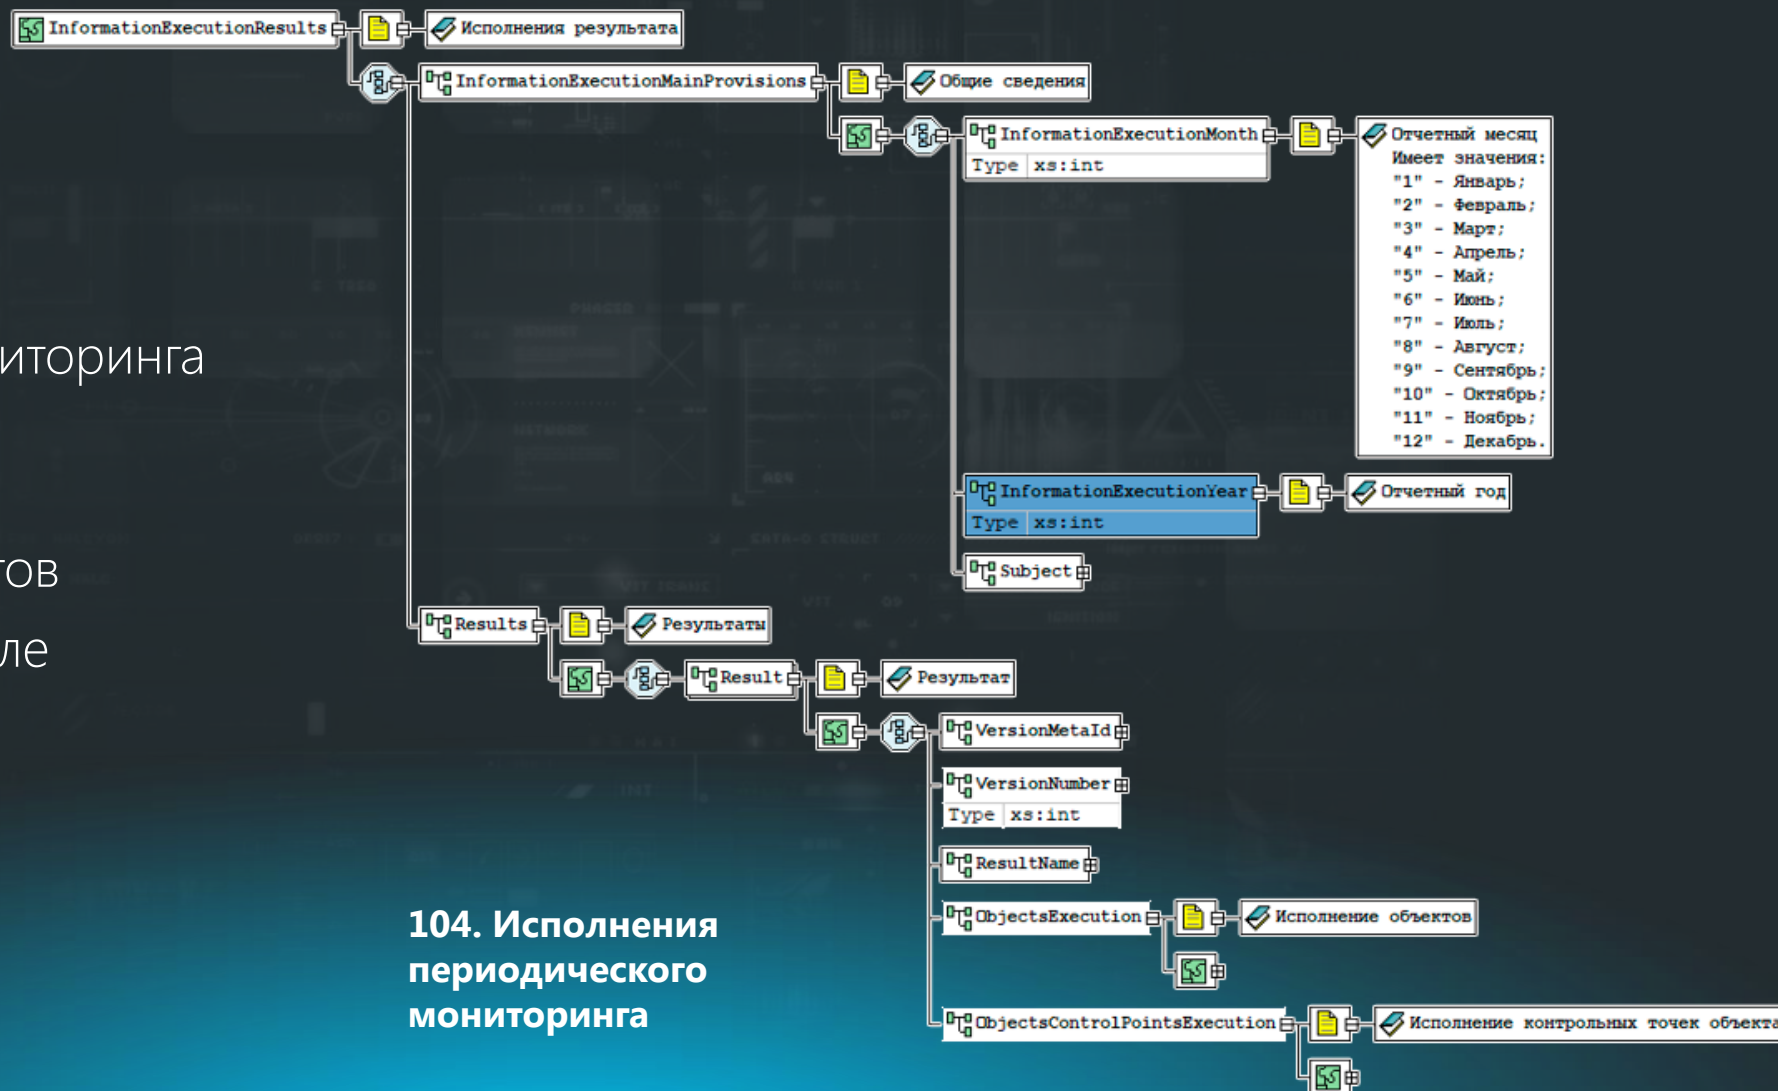 InformationExecutionResults
Исполнения результата
InformationExecutionMainProvisions
Общие сведения
InformationExecutionMonth
Type xs:int
Отчетный месяц
Имеет значения:
"1" - Январь;
"2" - Февраль;
"3" - Март;
"4" - Апрель;
"5" - Май;
"6" - Июнь;
"7" - Июль;
"8" - Август;
"9" - Сентябрь;
"10" - Октябрь;
"11" - Ноябрь;
"12" - Декабрь.
иторинга
InformationExecutionYear
Type xs:int
Отчетный год
Subject
тов
ле
Results
Результаты
Result
Результат
VersionMetaId
VersionNumber
Type xs:int
ResultName
ObjectsExecution
Исполнение объектов
ObjectsControlPointsExecution
Исполнение контрольных точек объекта
104. Исполнения
периодического
мониторинга